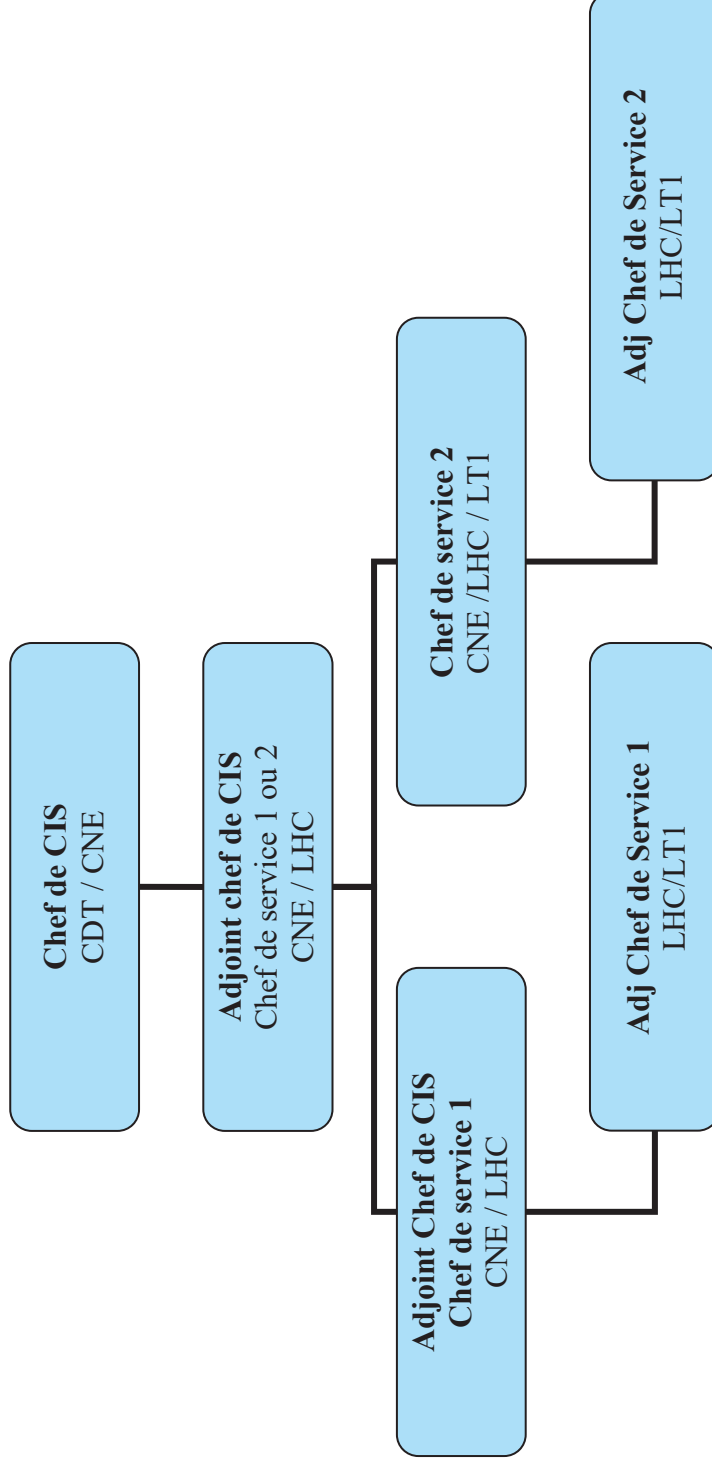 Chef de CIS
CDT / CNE
Adjoint chef de CIS
Chef de service 1 ou 2
CNE / LHC
Adjoint Chef de CIS
Chef de service 1
CNE / LHC
Chef de service 2
CNE /LHC / LT1
Adj Chef de Service 1
LHC/LT1
Adj Chef de Service 2
LHC/LT1